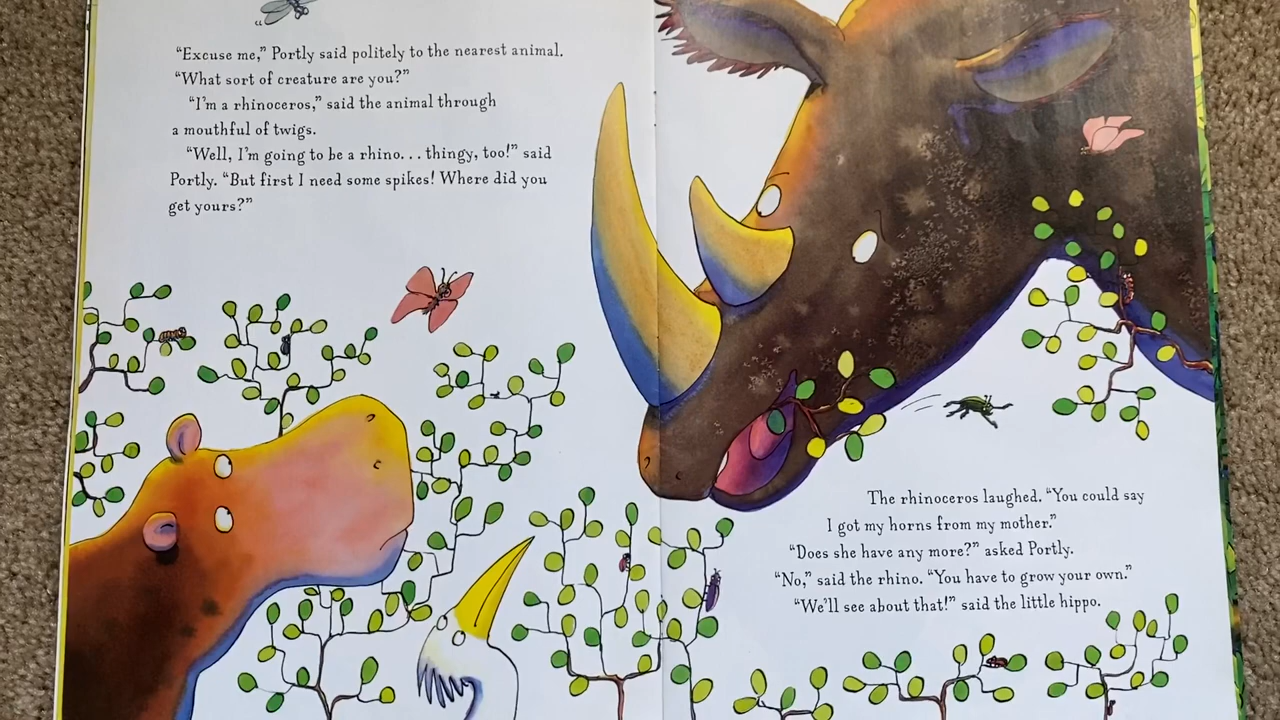 “Excuse me,” Portly said politely to the nearest animal.
“What sort of creature are you?”
“I’m a rhinoceros,” said the animal through
a mouthful of twigs.
“Well, I’m going to be a rhino. . . thingy, too!” said
Portly. “But first I need some spikes! Where did you
get yours?”
The rhinoceros laughed. “You could say
I got my horns from my mother.”
“Does she have any more?” asked Portly.
“No,” said the rhino. “You have to grow your own.”
“We’ll see about that!” said the little hippo.